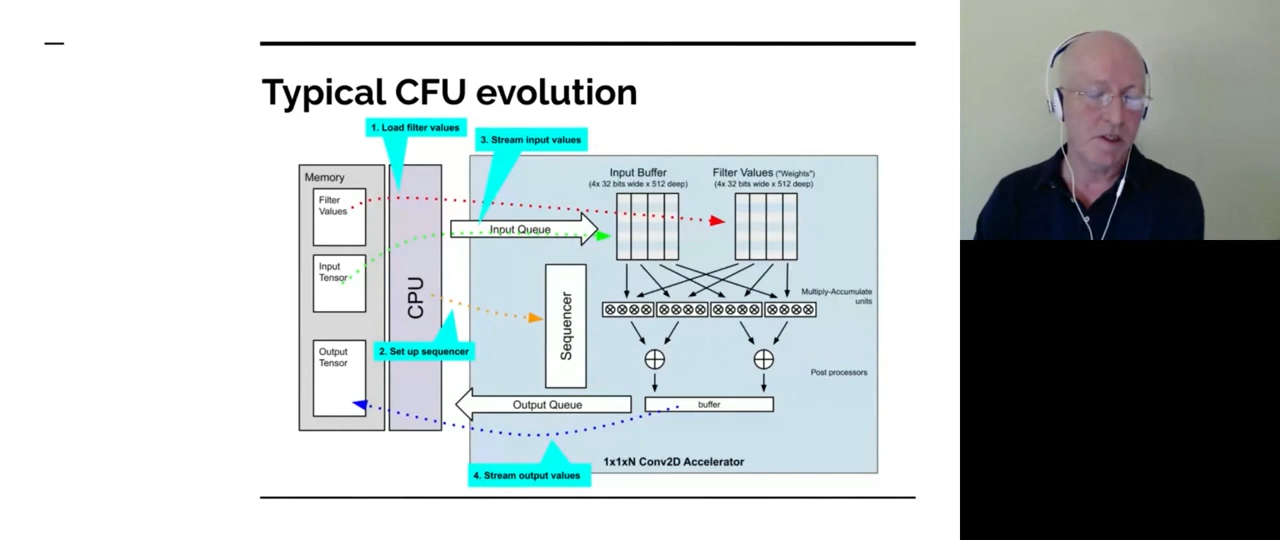 Typical CFU evolution
1. Load filter values
3. Stream input values
Memory
Filter
Values
Input
Tensor
Output
Tensor
CPU
2. Set up sequencer
Input Queue
Sequencer
Output Queue
4. Stream output values
Input Buffer
(4x 32 bits wide x 512 deep)
Filter Values ("Weights")
(4x 32 bits wide x 512 deep)
Multiply-Accumulate
units
Post processors
buffer
1x1xN Conv2D Accelerator